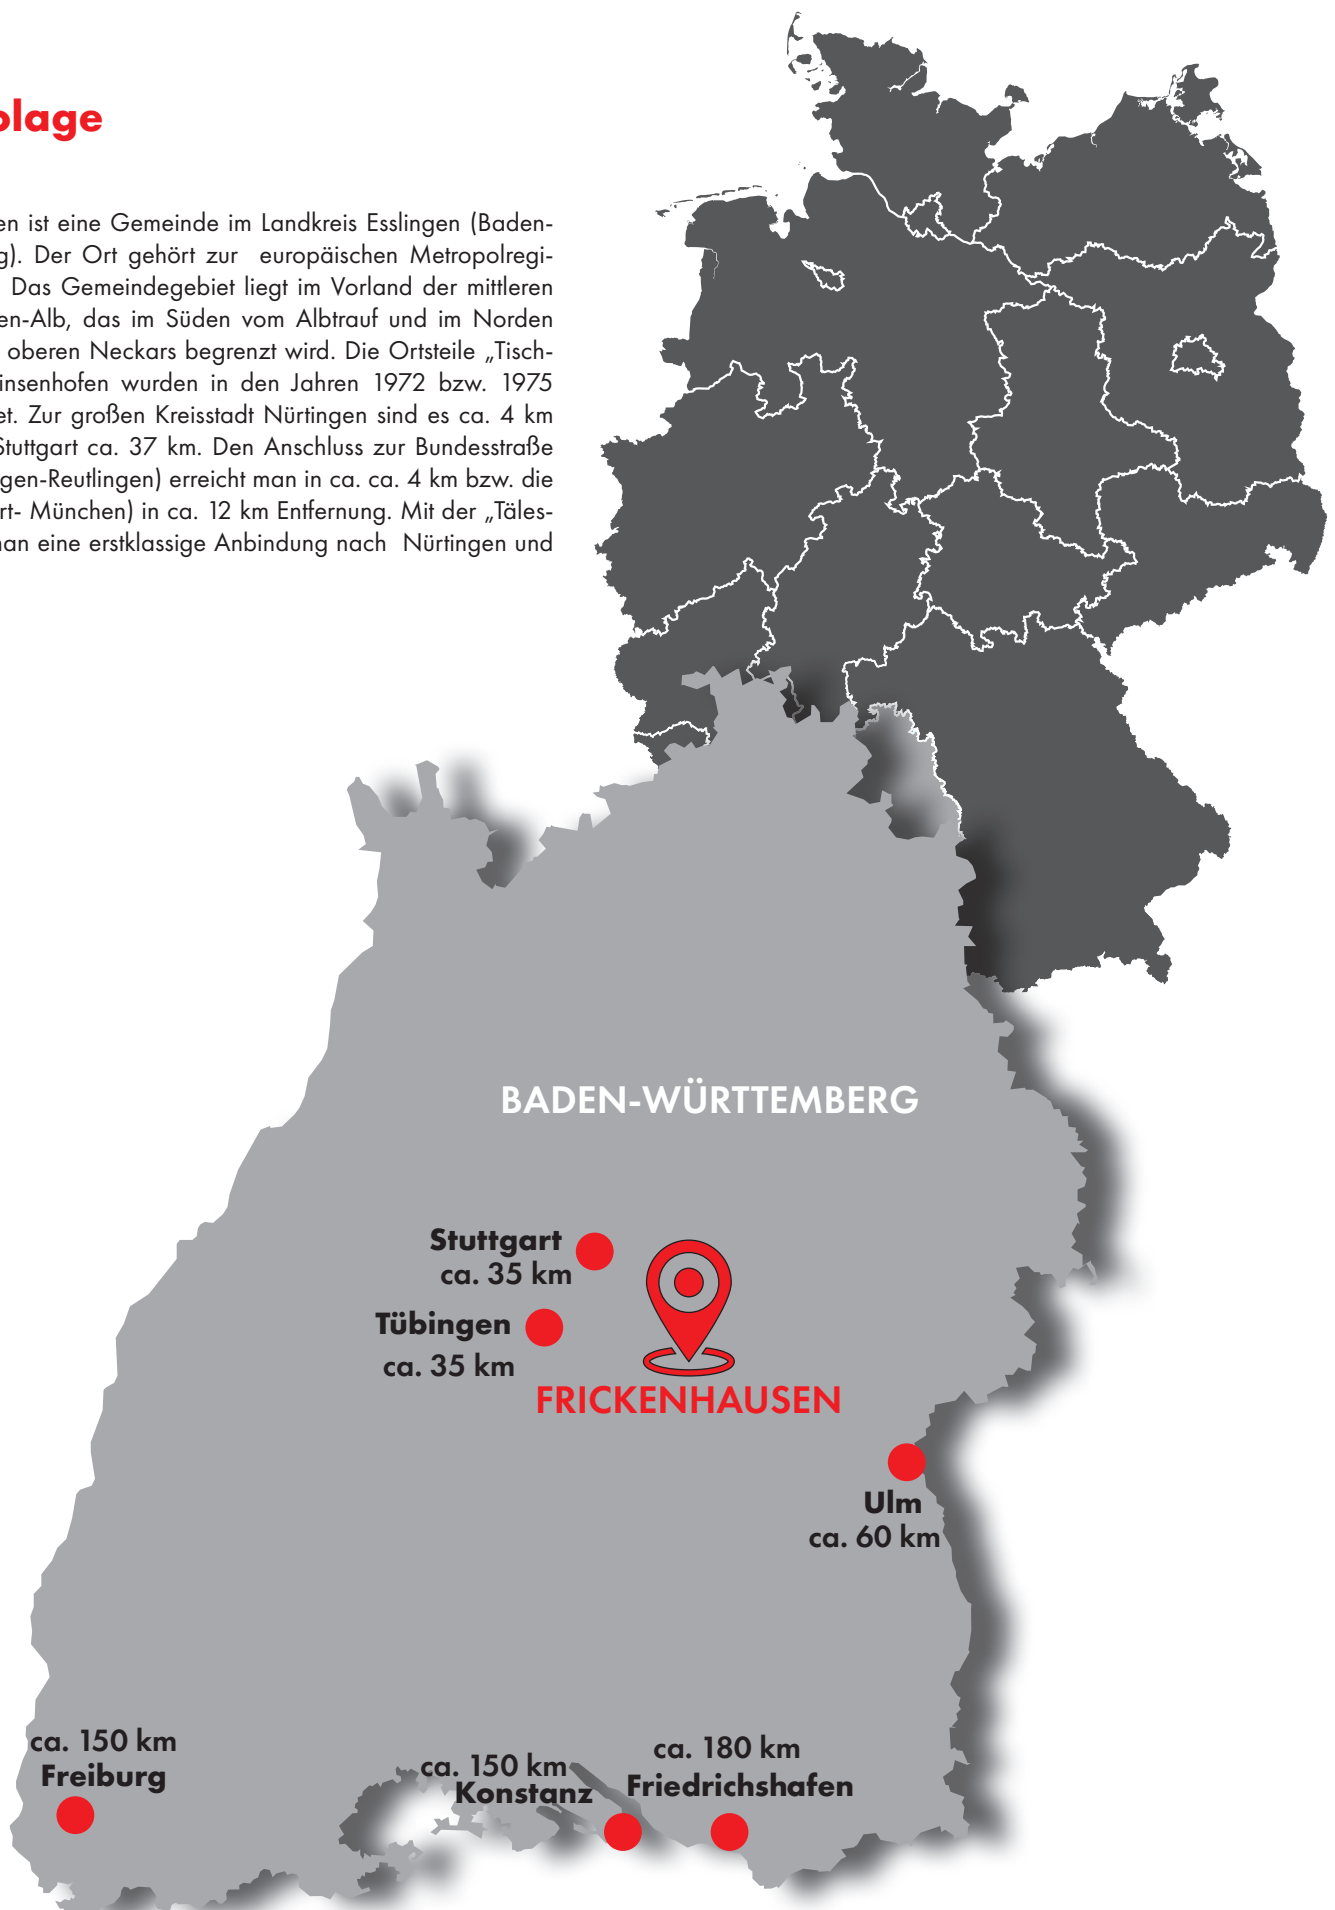 olage
en ist eine Gemeinde im Landkreis Esslingen (Baden-
g). Der Ort gehört zur europäischen Metropolregi-
Das Gemeindegebiet liegt im Vorland der mittleren
en-Alb, das im Süden vom Albtrauf und im Norden
oberen Neckars begrenzt wird. Die Ortsteile „Tisch-
insenhofen wurden in den Jahren 1972 bzw. 1975
et. Zur großen Kreisstadt Nürtingen sind es ca. 4 km
Stuttgart ca. 37 km. Den Anschluss zur Bundesstraße
gen-Reutlingen) erreicht man in ca. ca. 4 km bzw. die
rt- München) in ca. 12 km Entfernung. Mit der „Täles-
nan eine erstklassige Anbindung nach Nürtingen und
BADEN-WÜRTTEMBERG
Stuttgart
ca. 35 km
Tübingen
ca. 35 km
FRICKENHAUSEN
Ulm
ca. 60 km
ca. 150 km
Freiburg
ca. 150 km
Konstanz
ca. 180 km
Friedrichshafen